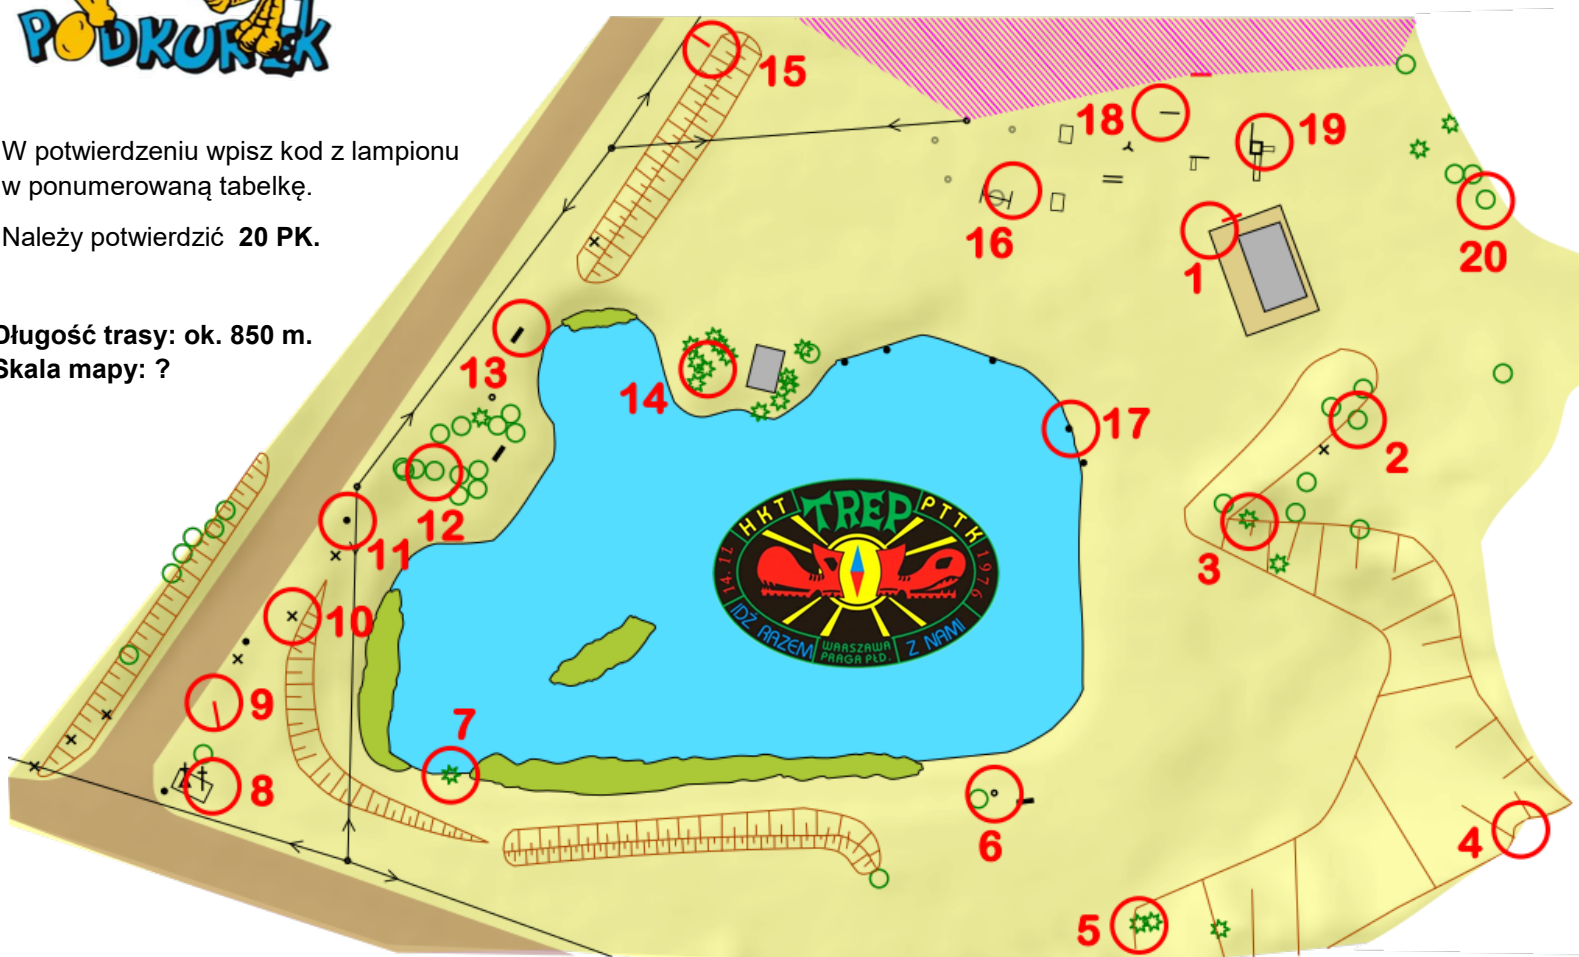 PODKUREK
W potwierdzeniu wpisz kod z lampionu
w ponumerowaną tabelkę.
Należy potwierdzić 20 PK.
Długość trasy: ok. 850 m.
Skala mapy: ?
15
18
19
16
20
1
13
14
17
2
12
11
3
10
9
7
8
6
4
5
HKT TREP PTTK
14.11 1976
IDŹ RAZEM Z NAMI
WARSZAWA
PRAGA PŁD.